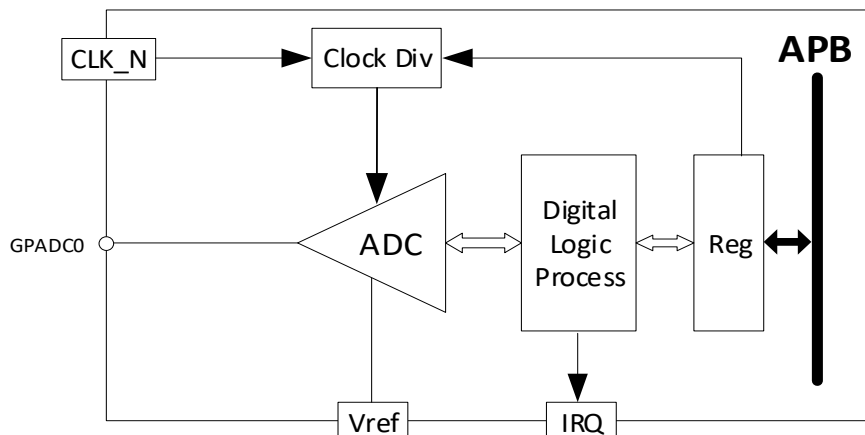 CLK_N
Clock Div
APB
GPADC0
ADC
Digital
Logic
Process
Reg
Vref
IRQ